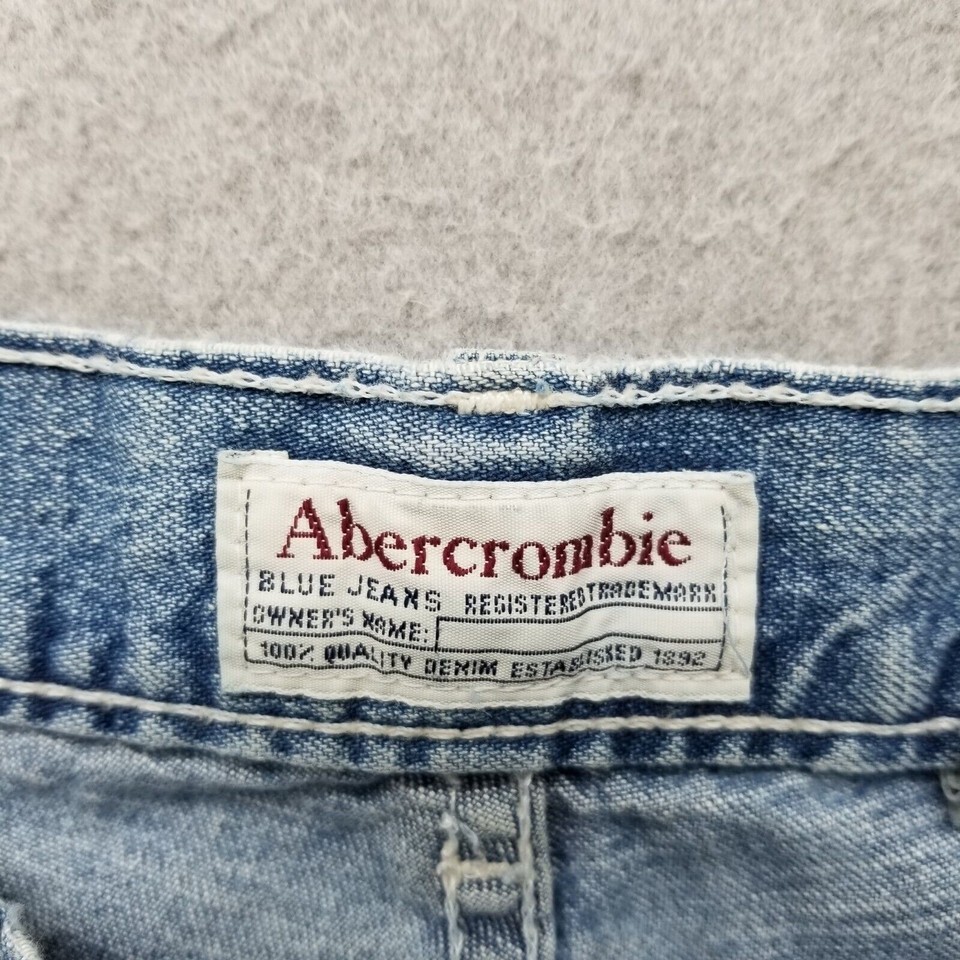 Abercrombie
BLUE JEANS REGISTERED TRADEMARK
OWNER'S NAME:
100% QUALITY DENIM ESTABLISHED 1892